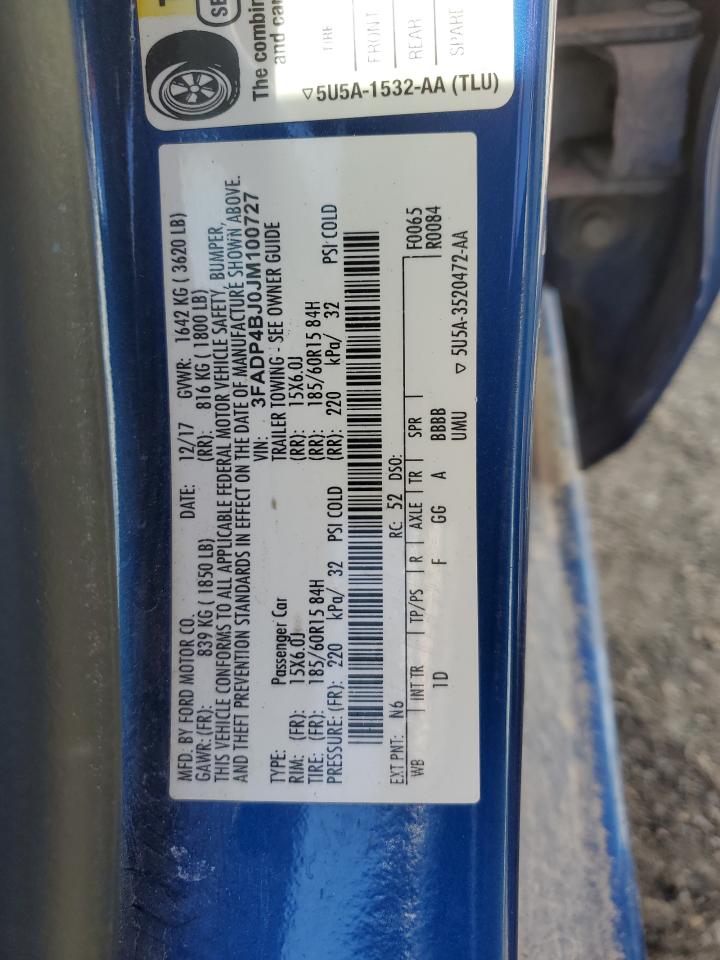 SE
The combin
and car
TIRE
FRONT
REAR
SPARE
▽5U5A-1532-AA (TLU)
MFD. BY FORD MOTOR CO. DATE: 12/17 GVWR: 1642 KG ( 3620 LB)
GAWR: (FR): 839 KG ( 1850 LB) (RR): 816 KG ( 1800 LB)
THIS VEHICLE CONFORMS TO ALL APPLICABLE FEDERAL MOTOR VEHICLE SAFETY, BUMPER,
AND THEFT PREVENTION STANDARDS IN EFFECT ON THE DATE OF MANUFACTURE SHOWN ABOVE.
VIN: 3FADP4BJ0JM100727
TYPE: Passenger Car TRAILER TOWING - SEE OWNER GUIDE
RIM: (FR): 15X6.0J (RR): 15X6.0J
TIRE: (FR): 185/60R15 84H (RR): 185/60R15 84H
PRESSURE: (FR): 220 kPa/ 32 PSI COLD (RR): 220 kPa/ 32 PSI COLD
EXT PNT: N6 RC: 52 DSO: F0065
WB INT TR TP/PS R AXLE TR SPR R0084
1D F GG A BBBB
UMU
▽ 5U5A-3520472-AA